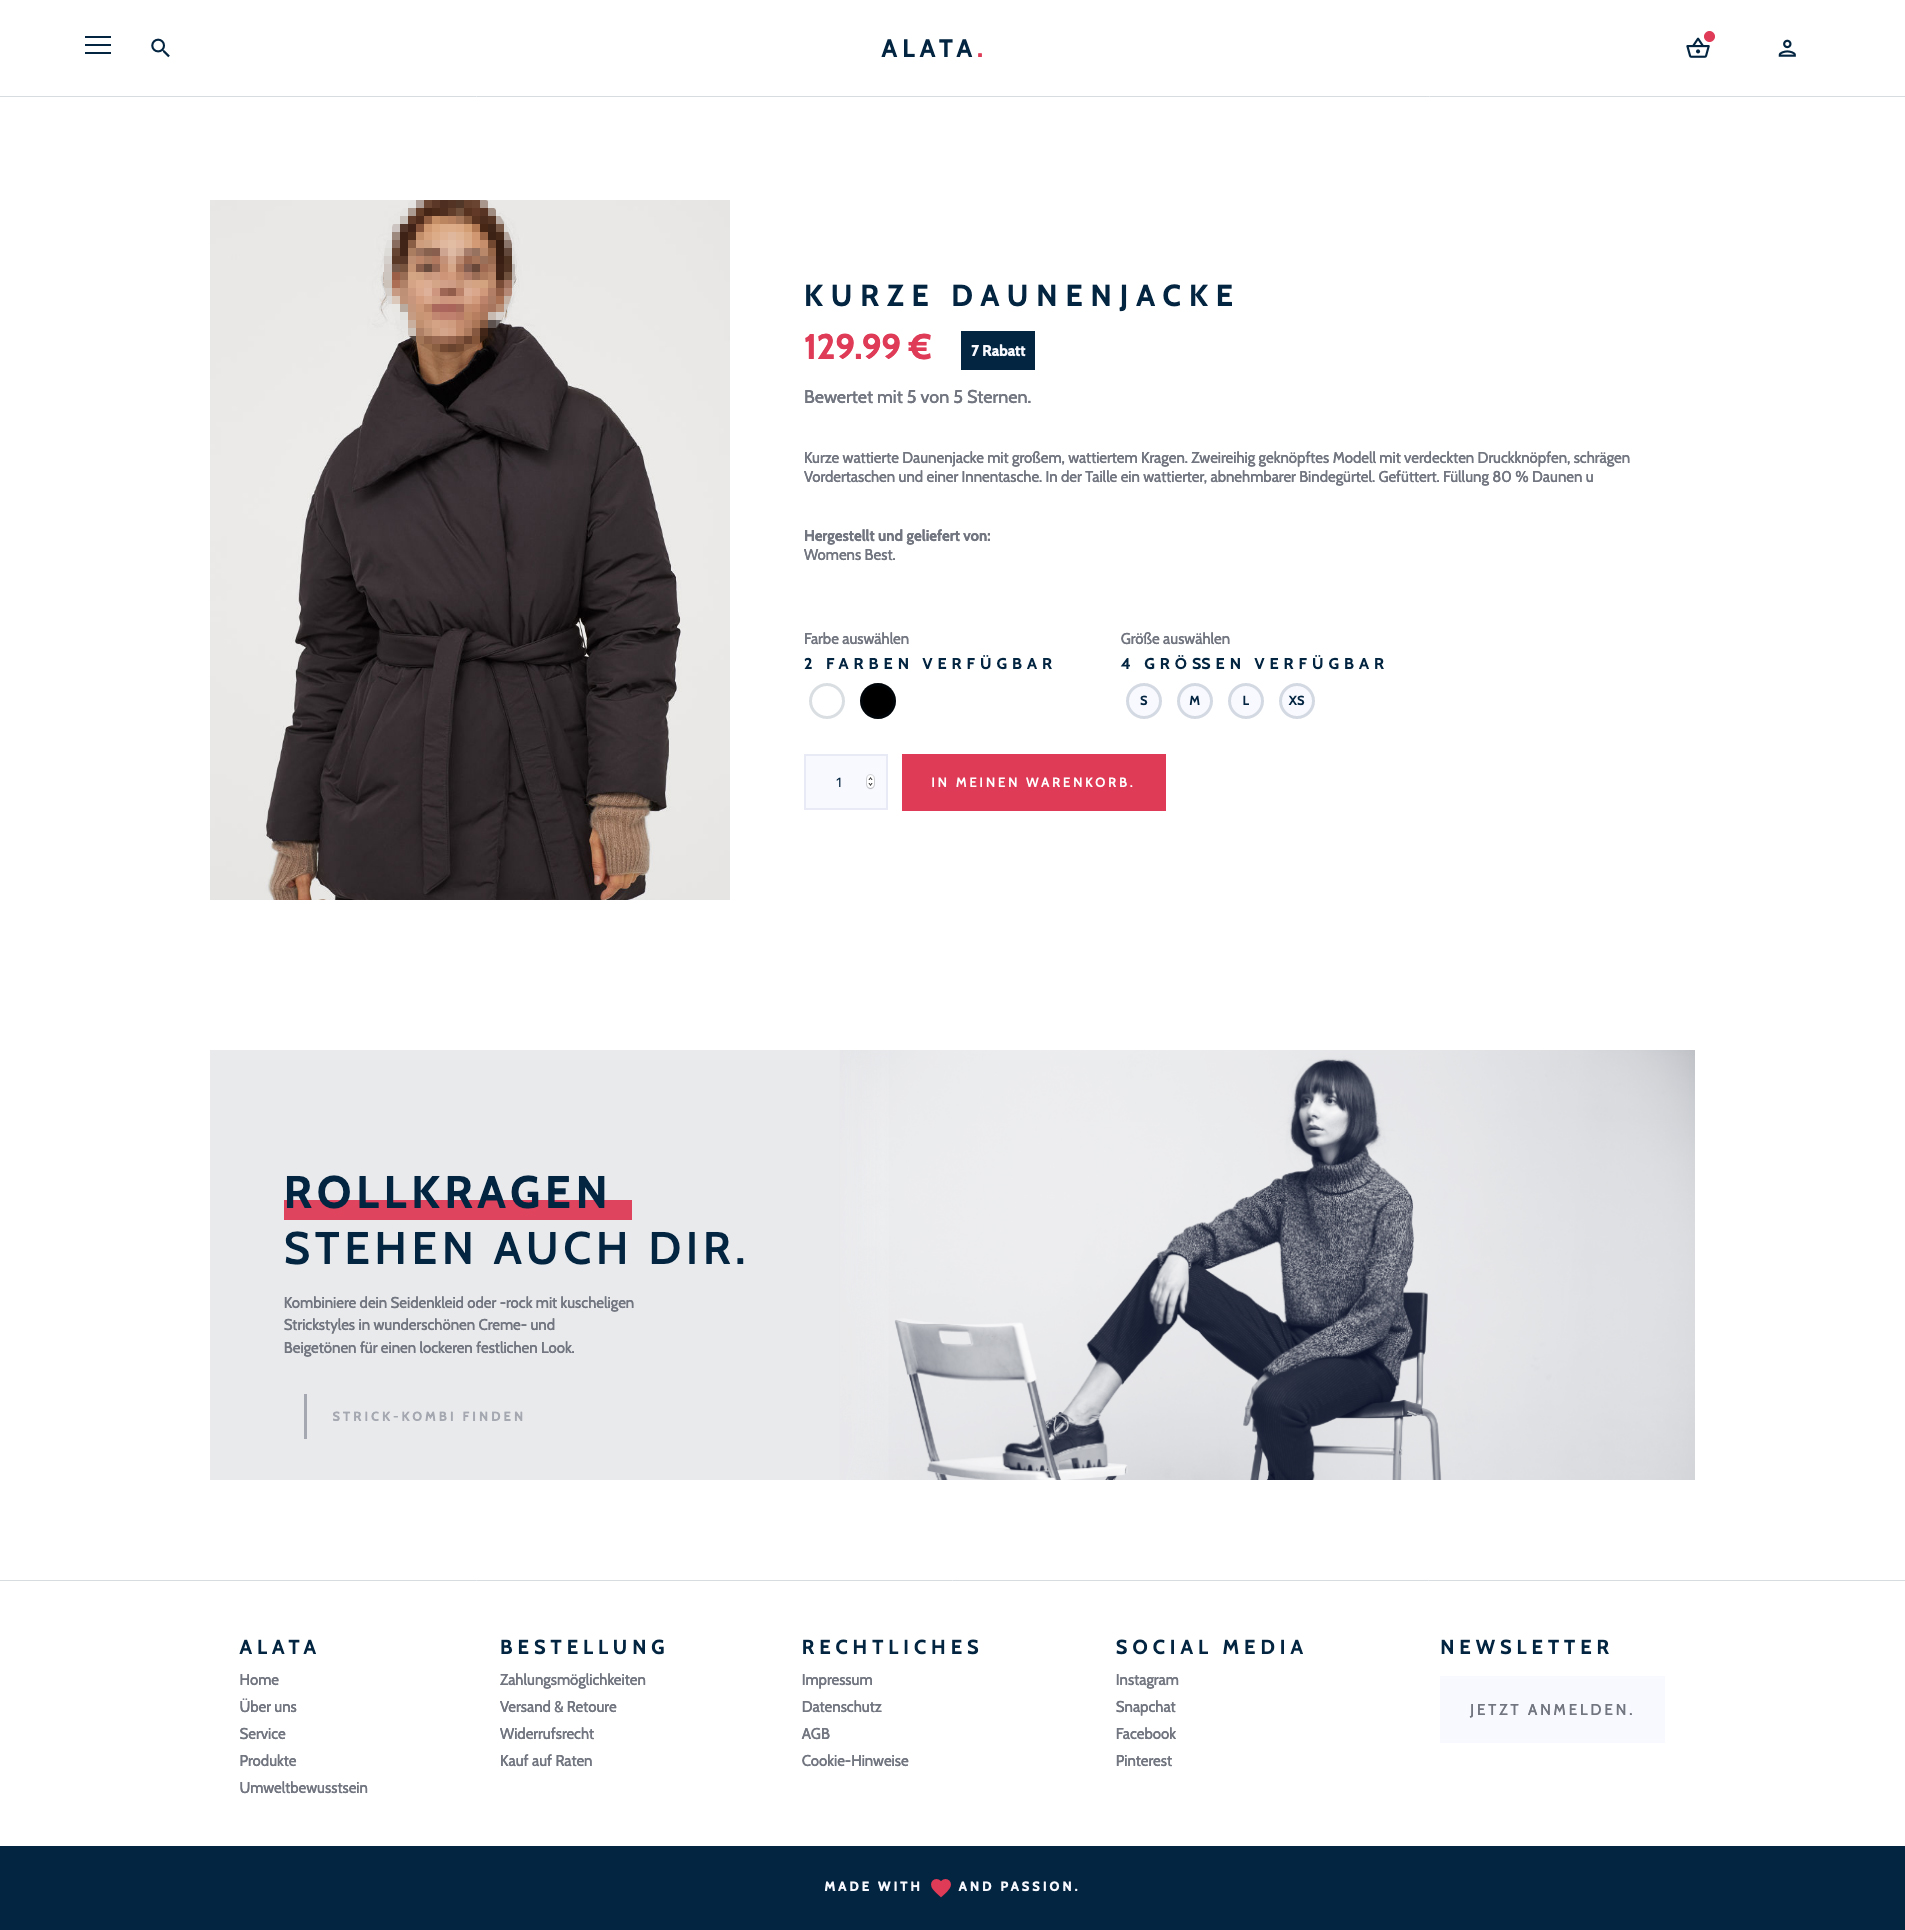 ALATA.
KURZE DAUNENJACKE
129.99 €
7 Rabatt
Bewertet mit 5 von 5 Sternen.
Kurze wattierte Daunenjacke mit großem, wattiertem Kragen. Zweireihig geknöpftes Modell mit verdeckten Druckknöpfen, schrägen
Vordertaschen und einer Innentasche. In der Taille ein wattierter, abnehmbarer Bindegürtel. Gefüttert. Füllung 80 % Daunen u
Hergestellt und geliefert von:
Womens Best.
Farbe auswählen
2 FARBEN VERFÜGBAR
Größe auswählen
4 GRÖSSEN VERFÜGBAR
S M L XS
1
IN MEINEN WARENKORB.
ROLLKRAGEN
STEHEN AUCH DIR.
Kombiniere dein Seidenkleid oder -rock mit kuscheligen
Strickstyles in wunderschönen Creme- und
Beigetönen für einen lockeren festlichen Look.
STRICK-KOMBI FINDEN
ALATA
Home
Über uns
Service
Produkte
Umweltbewusstsein
BESTELLUNG
Zahlungsmöglichkeiten
Versand & Retoure
Widerrufsrecht
Kauf auf Raten
RECHTLICHES
Impressum
Datenschutz
AGB
Cookie-Hinweise
SOCIAL MEDIA
Instagram
Snapchat
Facebook
Pinterest
NEWSLETTER
JETZT ANMELDEN.
MADE WITH ❤ AND PASSION.